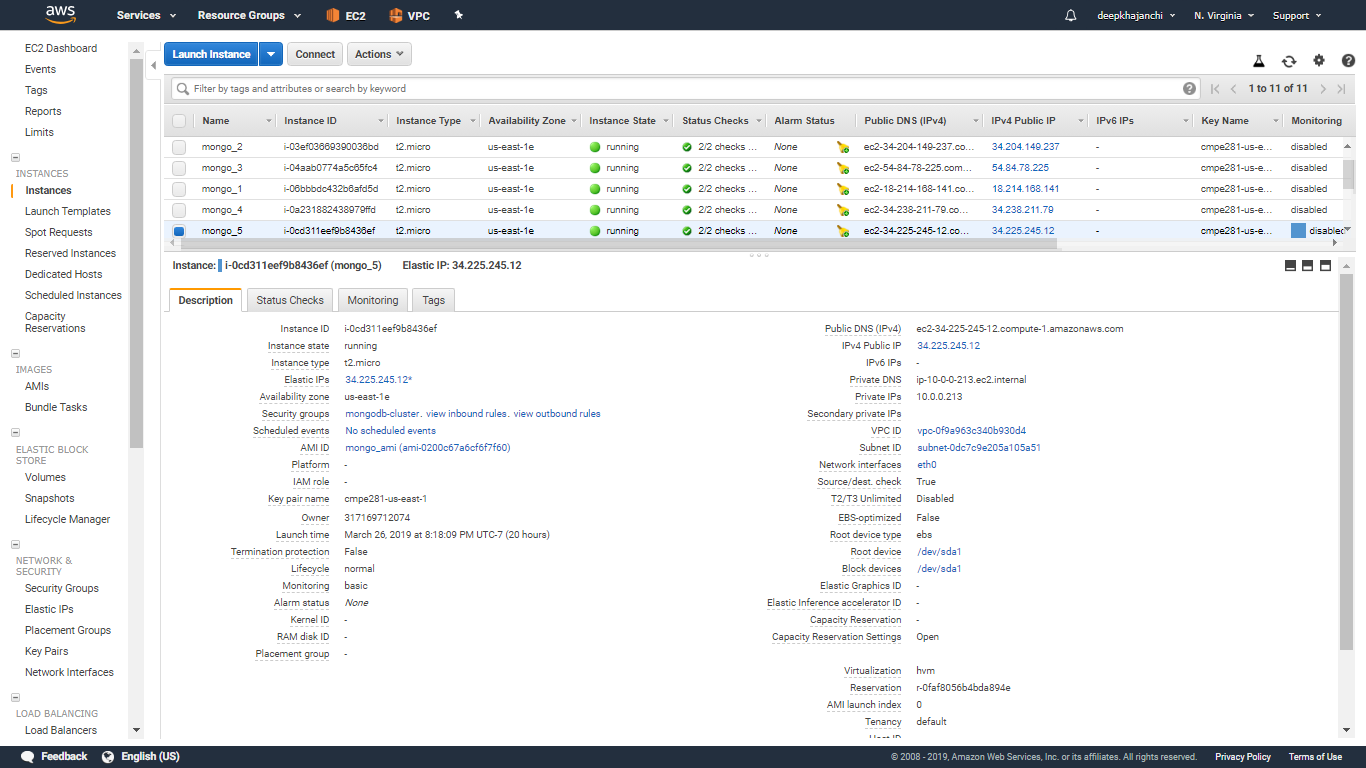 aws Services Resource Groups EC2 VPC deepkhajanchi N. Virginia Support
EC2 Dashboard
Events
Tags
Reports
Limits
INSTANCES
Instances
Launch Templates
Spot Requests
Reserved Instances
Dedicated Hosts
Scheduled Instances
Capacity
Reservations
IMAGES
AMIs
Bundle Tasks
ELASTIC BLOCK
STORE
Volumes
Snapshots
Lifecycle Manager
NETWORK &
SECURITY
Security Groups
Elastic IPs
Placement Groups
Key Pairs
Network Interfaces
LOAD BALANCING
Load Balancers
Launch Instance Connect Actions
Filter by tags and attributes or search by keyword 1 to 11 of 11
Name Instance ID Instance Type Availability Zone Instance State Status Checks Alarm Status Public DNS (IPv4) IPv4 Public IP IPv6 IPs Key Name Monitoring
mongo_2 i-03ef03669390036bd t2.micro us-east-1e running 2/2 checks ... None ec2-34-204-149-237.co... 34.204.149.237 - cmpe281-us-e... disabled
mongo_3 i-04aab0774a5c65fc4 t2.micro us-east-1e running 2/2 checks ... None ec2-54-84-78-225.com... 54.84.78.225 - cmpe281-us-e... disabled
mongo_1 i-06bbbdc432b6afd5d t2.micro us-east-1e running 2/2 checks ... None ec2-18-214-168-141.co... 18.214.168.141 - cmpe281-us-e... disabled
mongo_4 i-0a231882438979ffd t2.micro us-east-1e running 2/2 checks ... None ec2-34-238-211-79.co... 34.238.211.79 - cmpe281-us-e... disabled
mongo_5 i-0cd311eef9b8436ef t2.micro us-east-1e running 2/2 checks ... None ec2-34-225-245-12.co... 34.225.245.12 - cmpe281-us-e... disabled
Instance: i-0cd311eef9b8436ef (mongo_5) Elastic IP: 34.225.245.12
Description Status Checks Monitoring Tags
Instance ID i-0cd311eef9b8436ef
Instance state running
Instance type t2.micro
Elastic IPs 34.225.245.12*
Availability zone us-east-1e
Security groups mongodb-cluster. view inbound rules. view outbound rules
Scheduled events No scheduled events
AMI ID mongo_ami (ami-0200c67a6cf6f7f60)
Platform -
IAM role -
Key pair name cmpe281-us-east-1
Owner 317169712074
Launch time March 26, 2019 at 8:18:09 PM UTC-7 (20 hours)
Termination protection False
Lifecycle normal
Monitoring basic
Alarm status None
Kernel ID -
RAM disk ID -
Placement group -
Public DNS (IPv4) ec2-34-225-245-12.compute-1.amazonaws.com
IPv4 Public IP 34.225.245.12
IPv6 IPs -
Private DNS ip-10-0-0-213.ec2.internal
Private IPs 10.0.0.213
Secondary private IPs
VPC ID vpc-0f9a963c340b930d4
Subnet ID subnet-0dc7c9e205a105a51
Network interfaces eth0
Source/dest. check True
T2/T3 Unlimited Disabled
EBS-optimized False
Root device type ebs
Root device /dev/sda1
Block devices /dev/sda1
Elastic Graphics ID -
Elastic Inference accelerator ID -
Capacity Reservation -
Capacity Reservation Settings Open
Virtualization hvm
Reservation r-0faf8056b4bda894e
AMI launch index 0
Tenancy default
Feedback English (US) © 2008 - 2019, Amazon Web Services, Inc. or its affiliates. All rights reserved. Privacy Policy Terms of Use